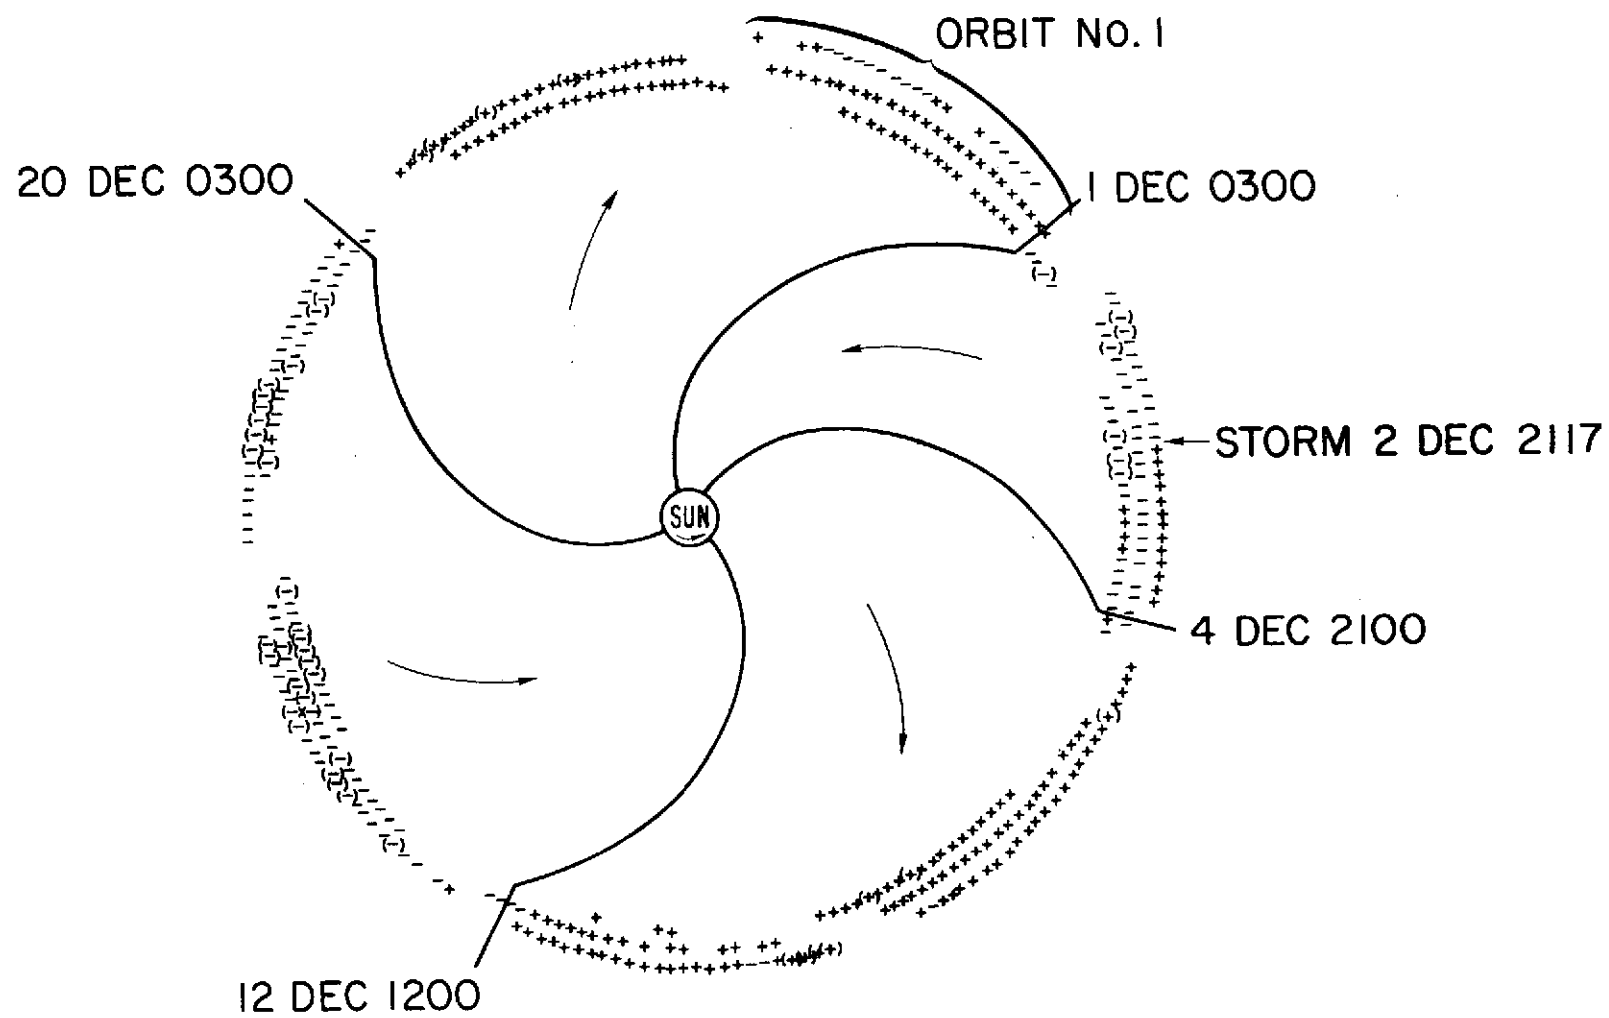 ORBIT NO. 1
20 DEC 0300
1 DEC 0300
STORM 2 DEC 2117
SUN
4 DEC 2100
12 DEC 1200